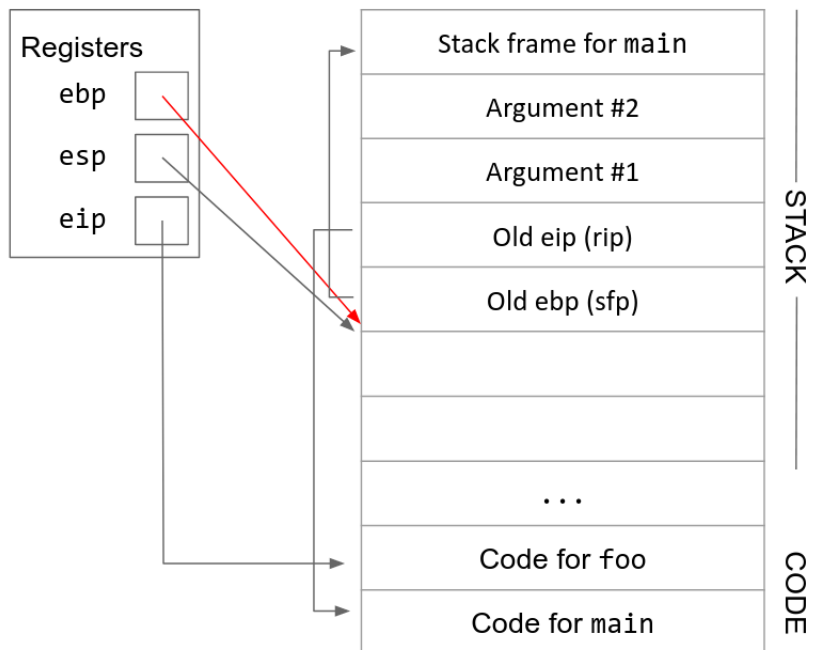 Registers
ebp
esp
eip
Stack frame for main
Argument #2
Argument #1
Old eip (rip)
Old ebp (sfp)
...
Code for foo
Code for main
STACK
CODE